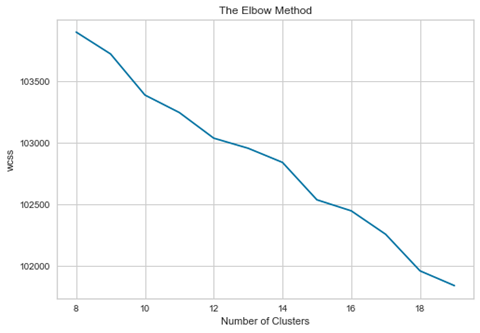 The Elbow Method
103500
103000
102500
102000
wcss
8 10 12 14 16 18
Number of Clusters